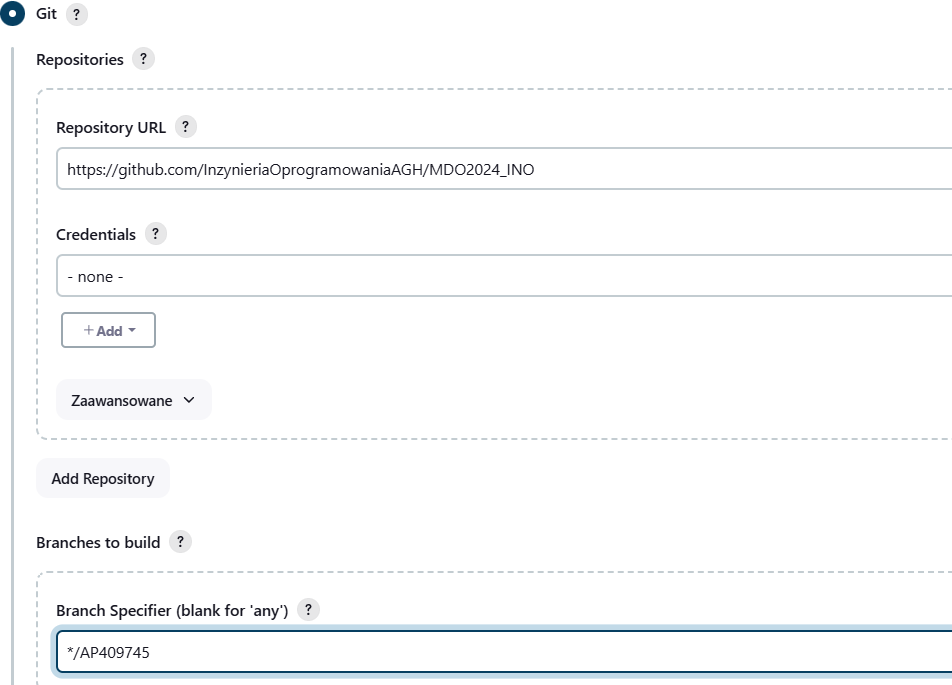 Git ?
Repositories ?
Repository URL ?
https://github.com/InzynieriaOprogramowaniaAGH/MDO2024_INO
Credentials ?
- none -
+ Add
Zaawansowane
Add Repository
Branches to build ?
Branch Specifier (blank for 'any') ?
*/AP409745